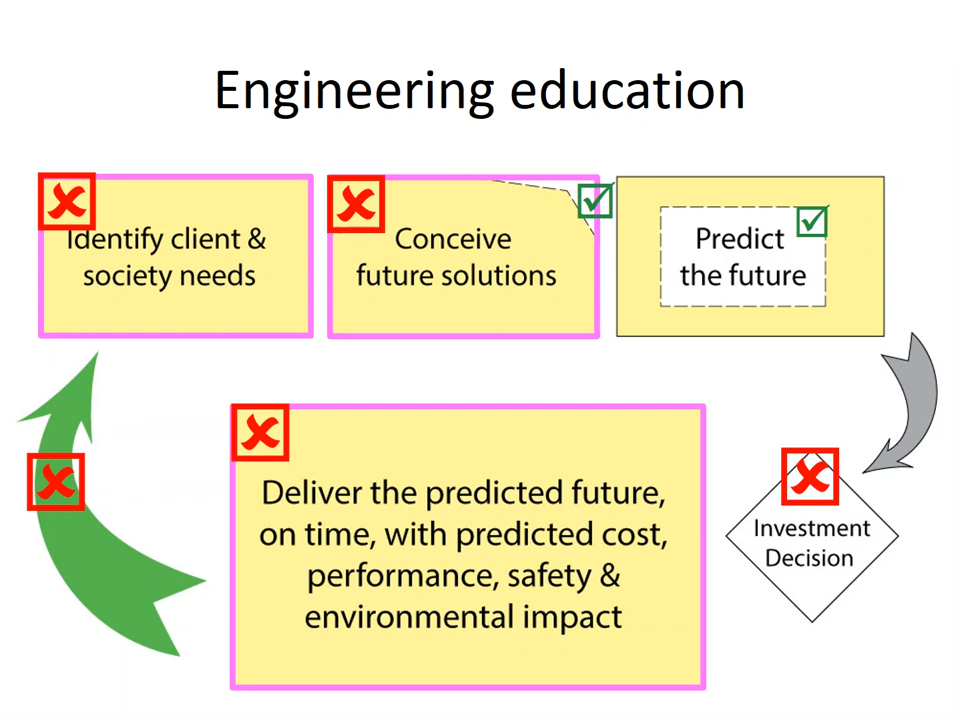 Engineering education
Identify client &
society needs
Conceive
future solutions
Predict
the future
Deliver the predicted future,
on time, with predicted cost,
performance, safety &
environmental impact
Investment
Decision